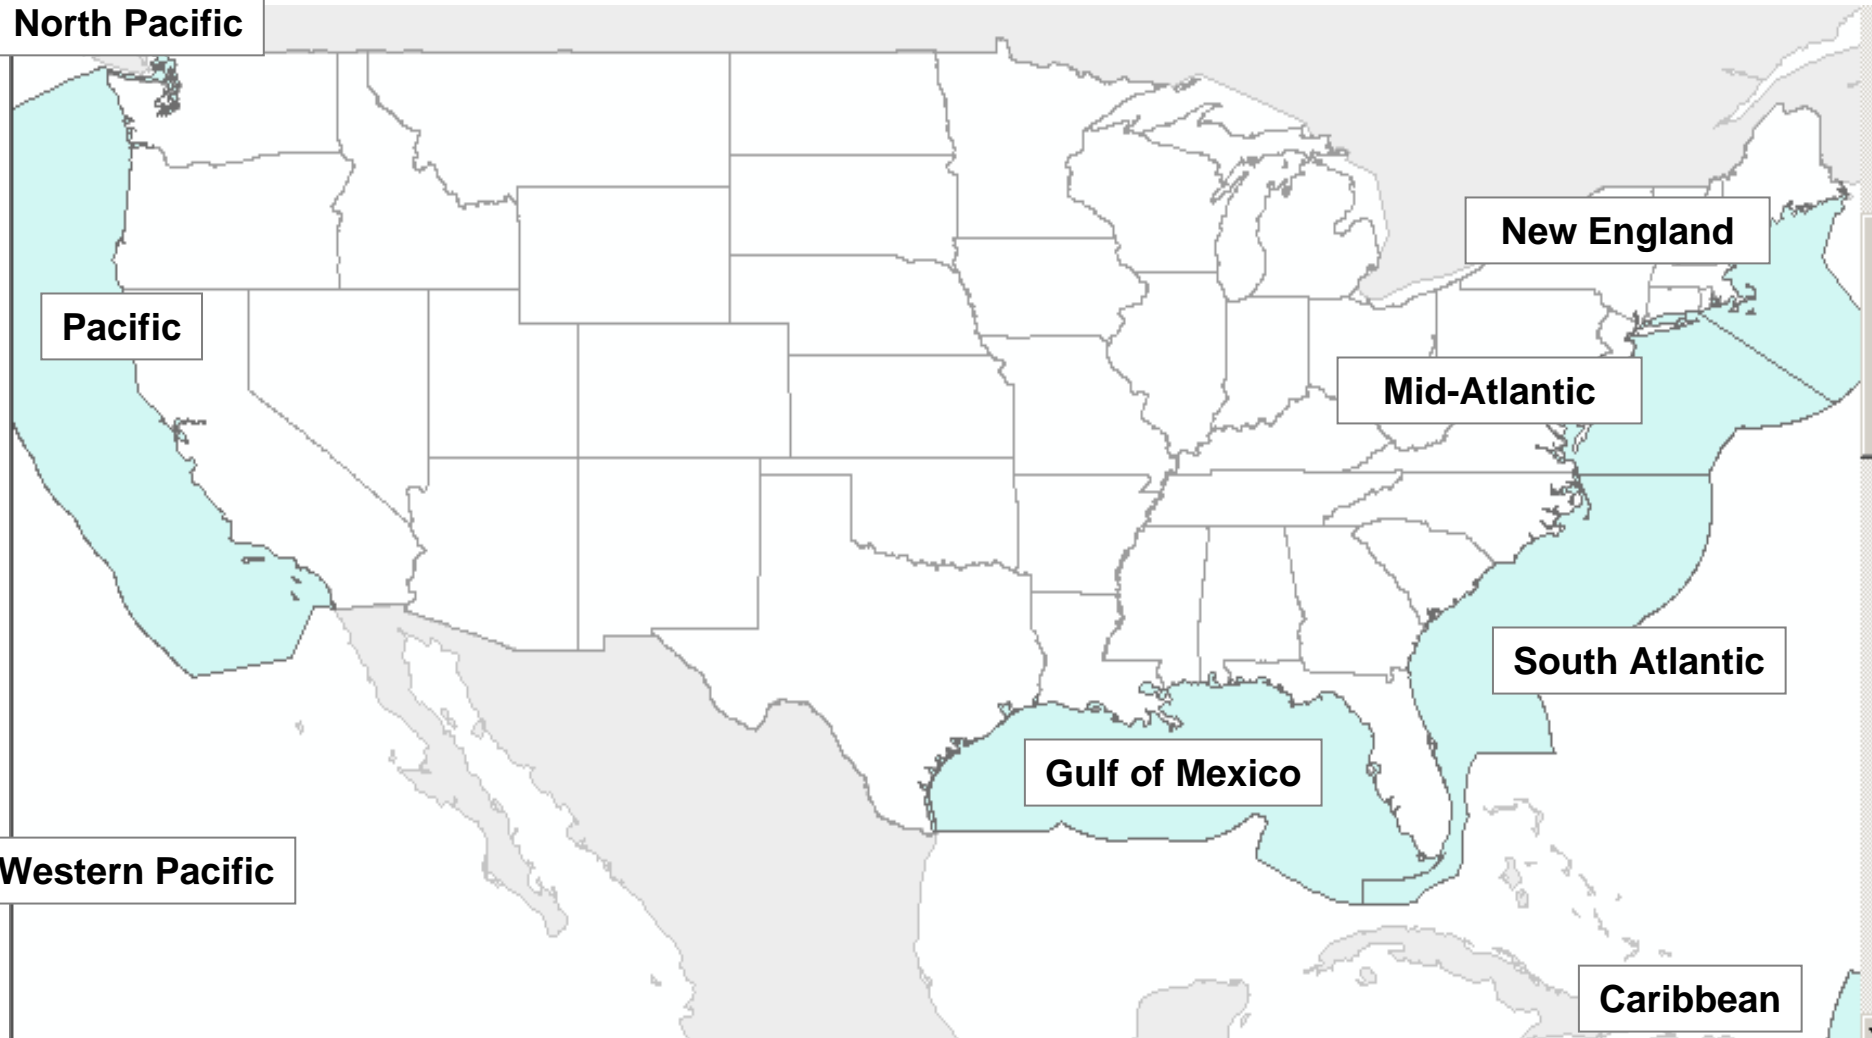 North Pacific
New England
Pacific
Mid-Atlantic
South Atlantic
Gulf of Mexico
Western Pacific
Caribbean